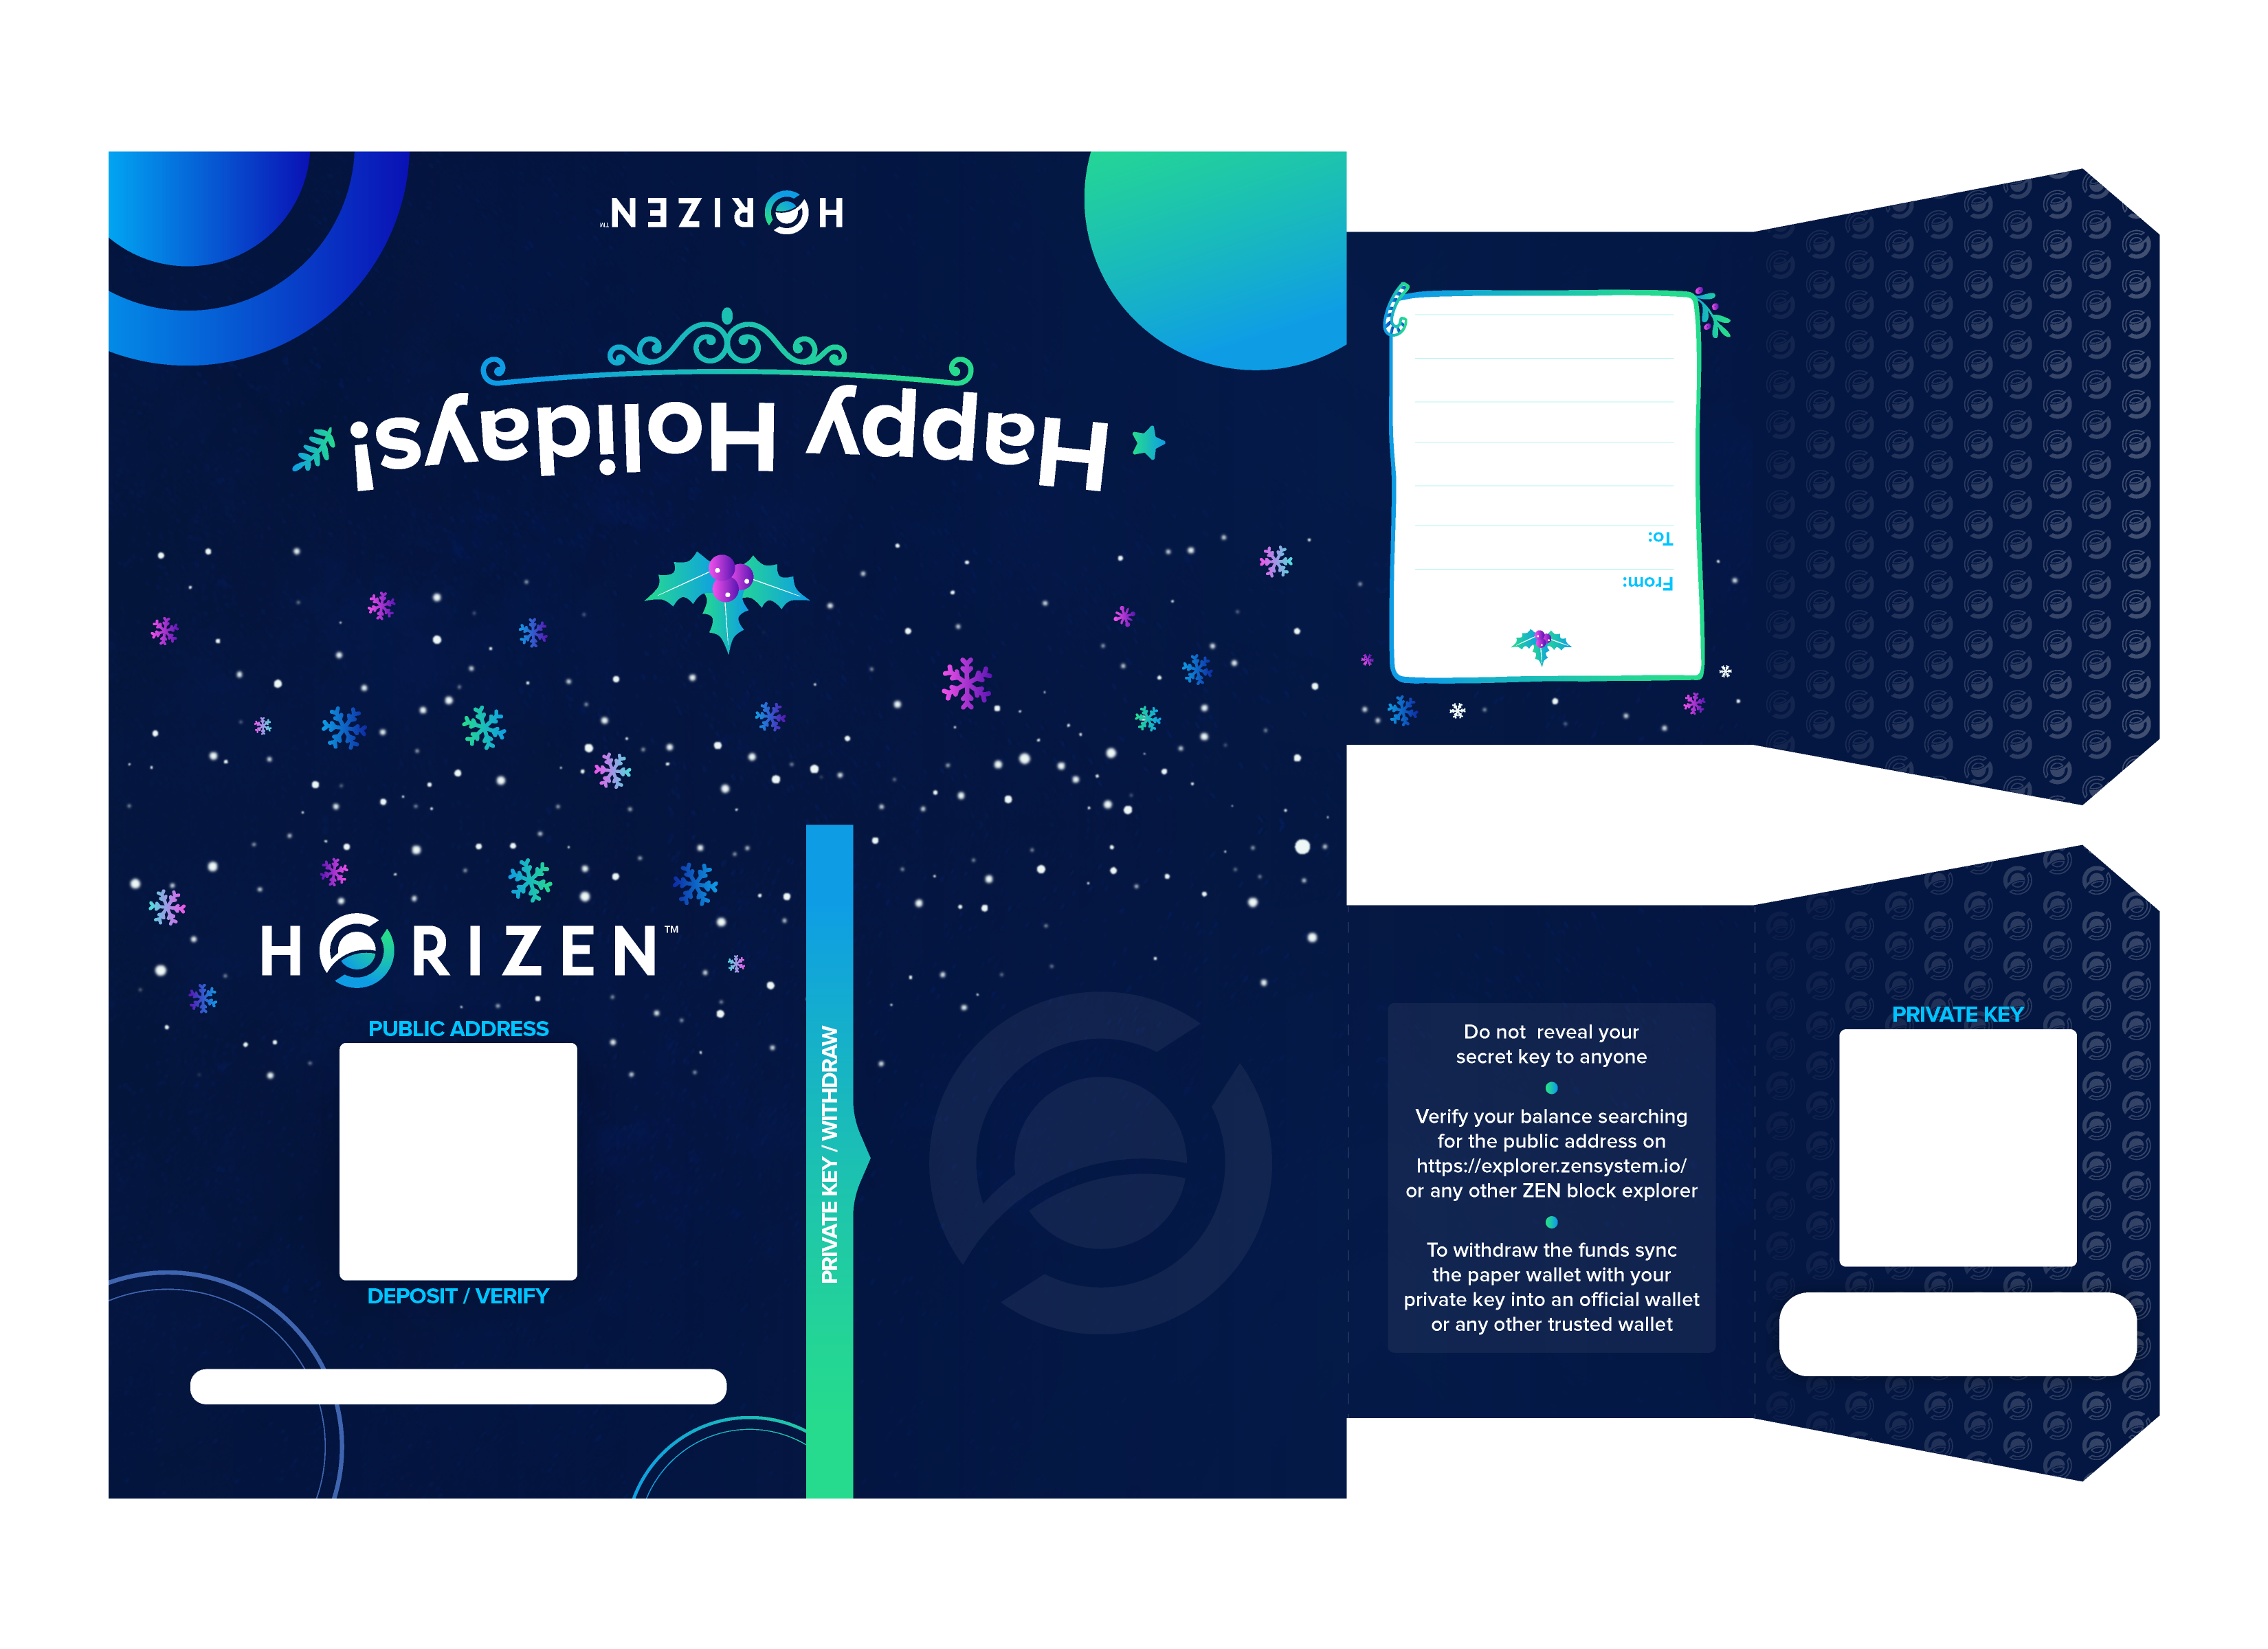 HORIZEN™
Happy Holidays!
To:
From:
HORIZEN™
PUBLIC ADDRESS
DEPOSIT / VERIFY
PRIVATE KEY / WITHDRAW
Do not reveal your
secret key to anyone
Verify your balance searching
for the public address on
https://explorer.zensystem.io/
or any other ZEN block explorer
To withdraw the funds sync
the paper wallet with your
private key into an official wallet
or any other trusted wallet
PRIVATE KEY